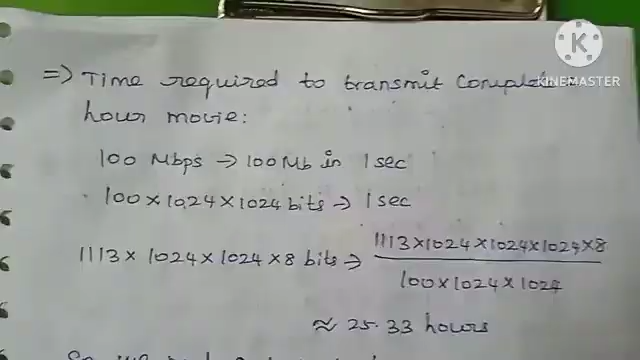 KINEMASTER
=> Time required to transmit
hour movie:
100 Mbps → 100 Mb in 1 sec
100 × 1024 × 1024 bits → 1 sec
1113 × 1024 × 1024 × 8 bits => 1113×1024×1024×1024×8
100×1024×1024
≈ 25.33 hours